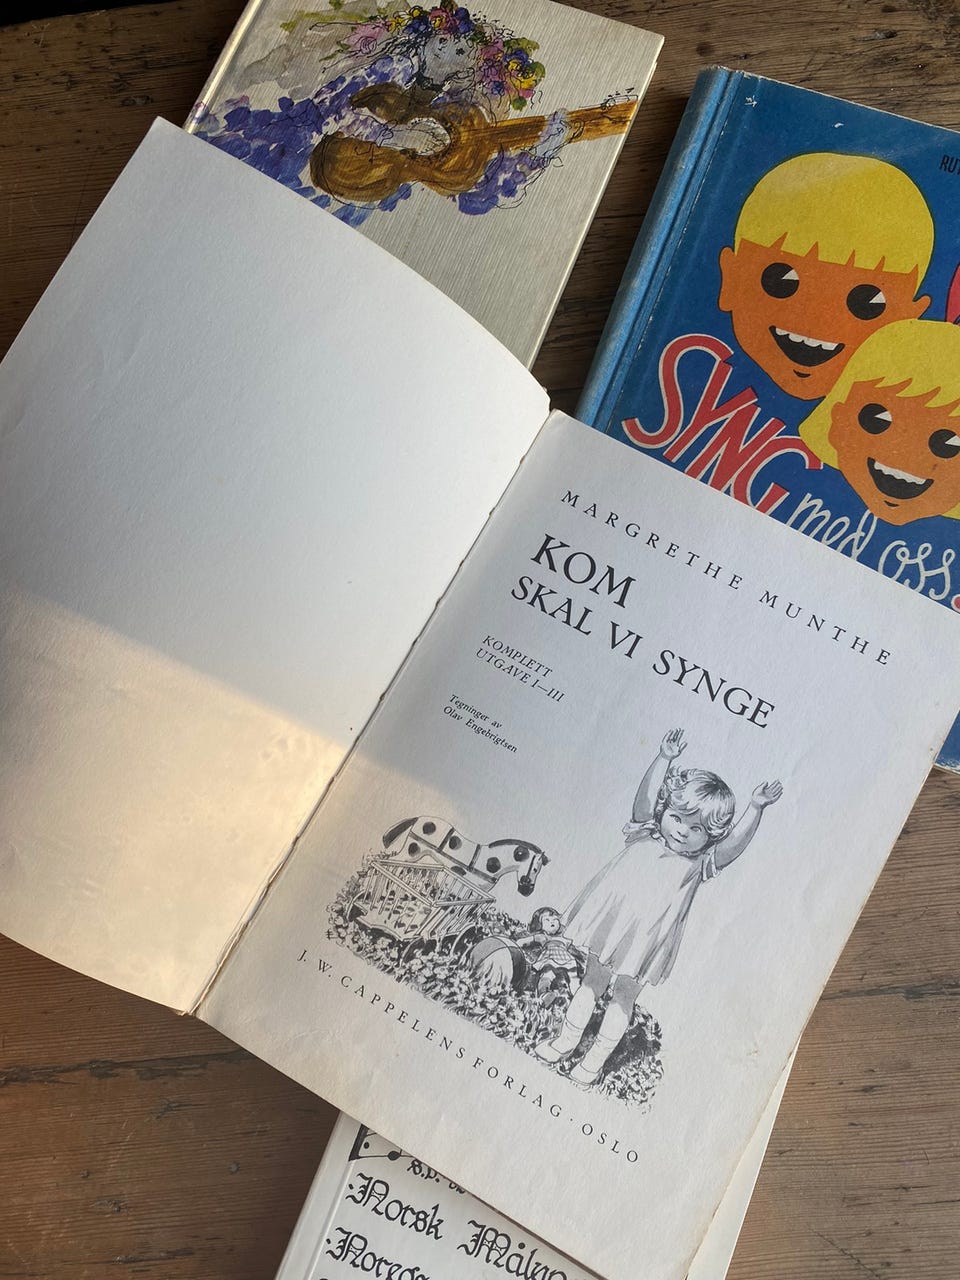 SYNG
med oss
MARGRETHE MUNTHE
KOM
SKAL VI SYNGE
KOMPLETT
UTGAVE I—III
Tegninger av
Olav Engebrigtsen
J. W. CAPPELENS FORLAG · OSLO
Norsk